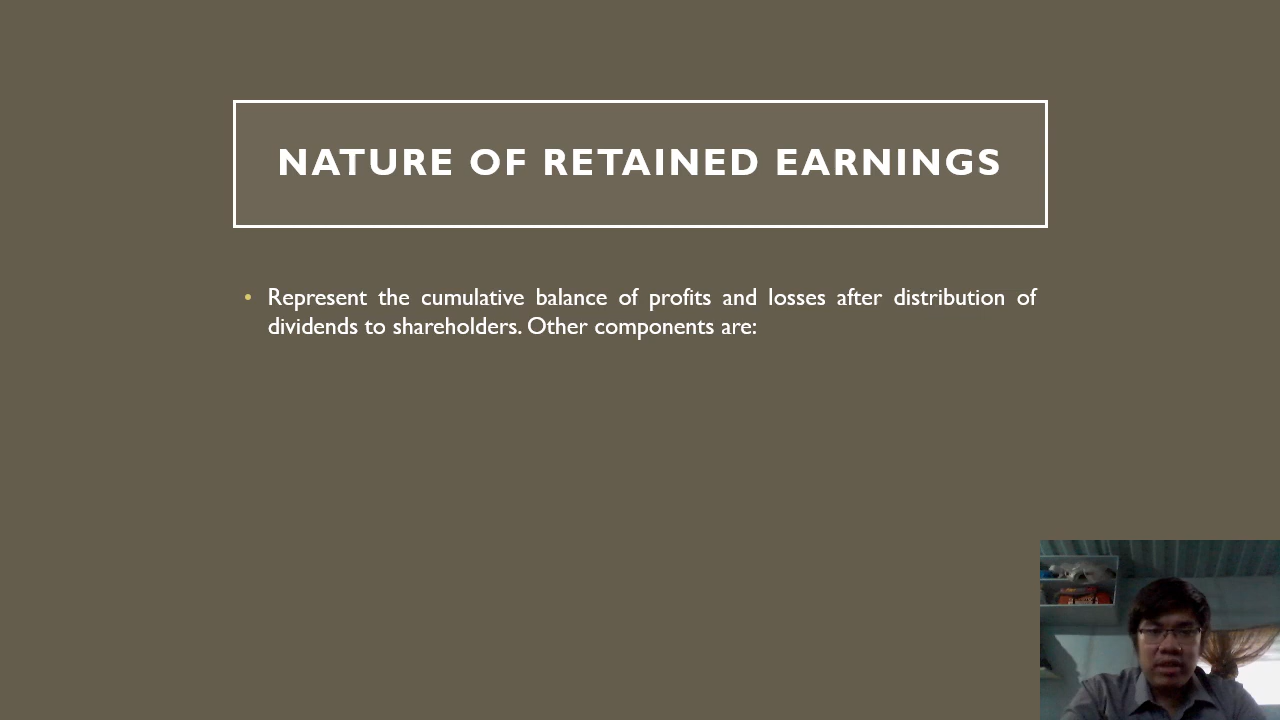 NATURE OF RETAINED EARNINGS
• Represent the cumulative balance of profits and losses after distribution of
dividends to shareholders. Other components are: